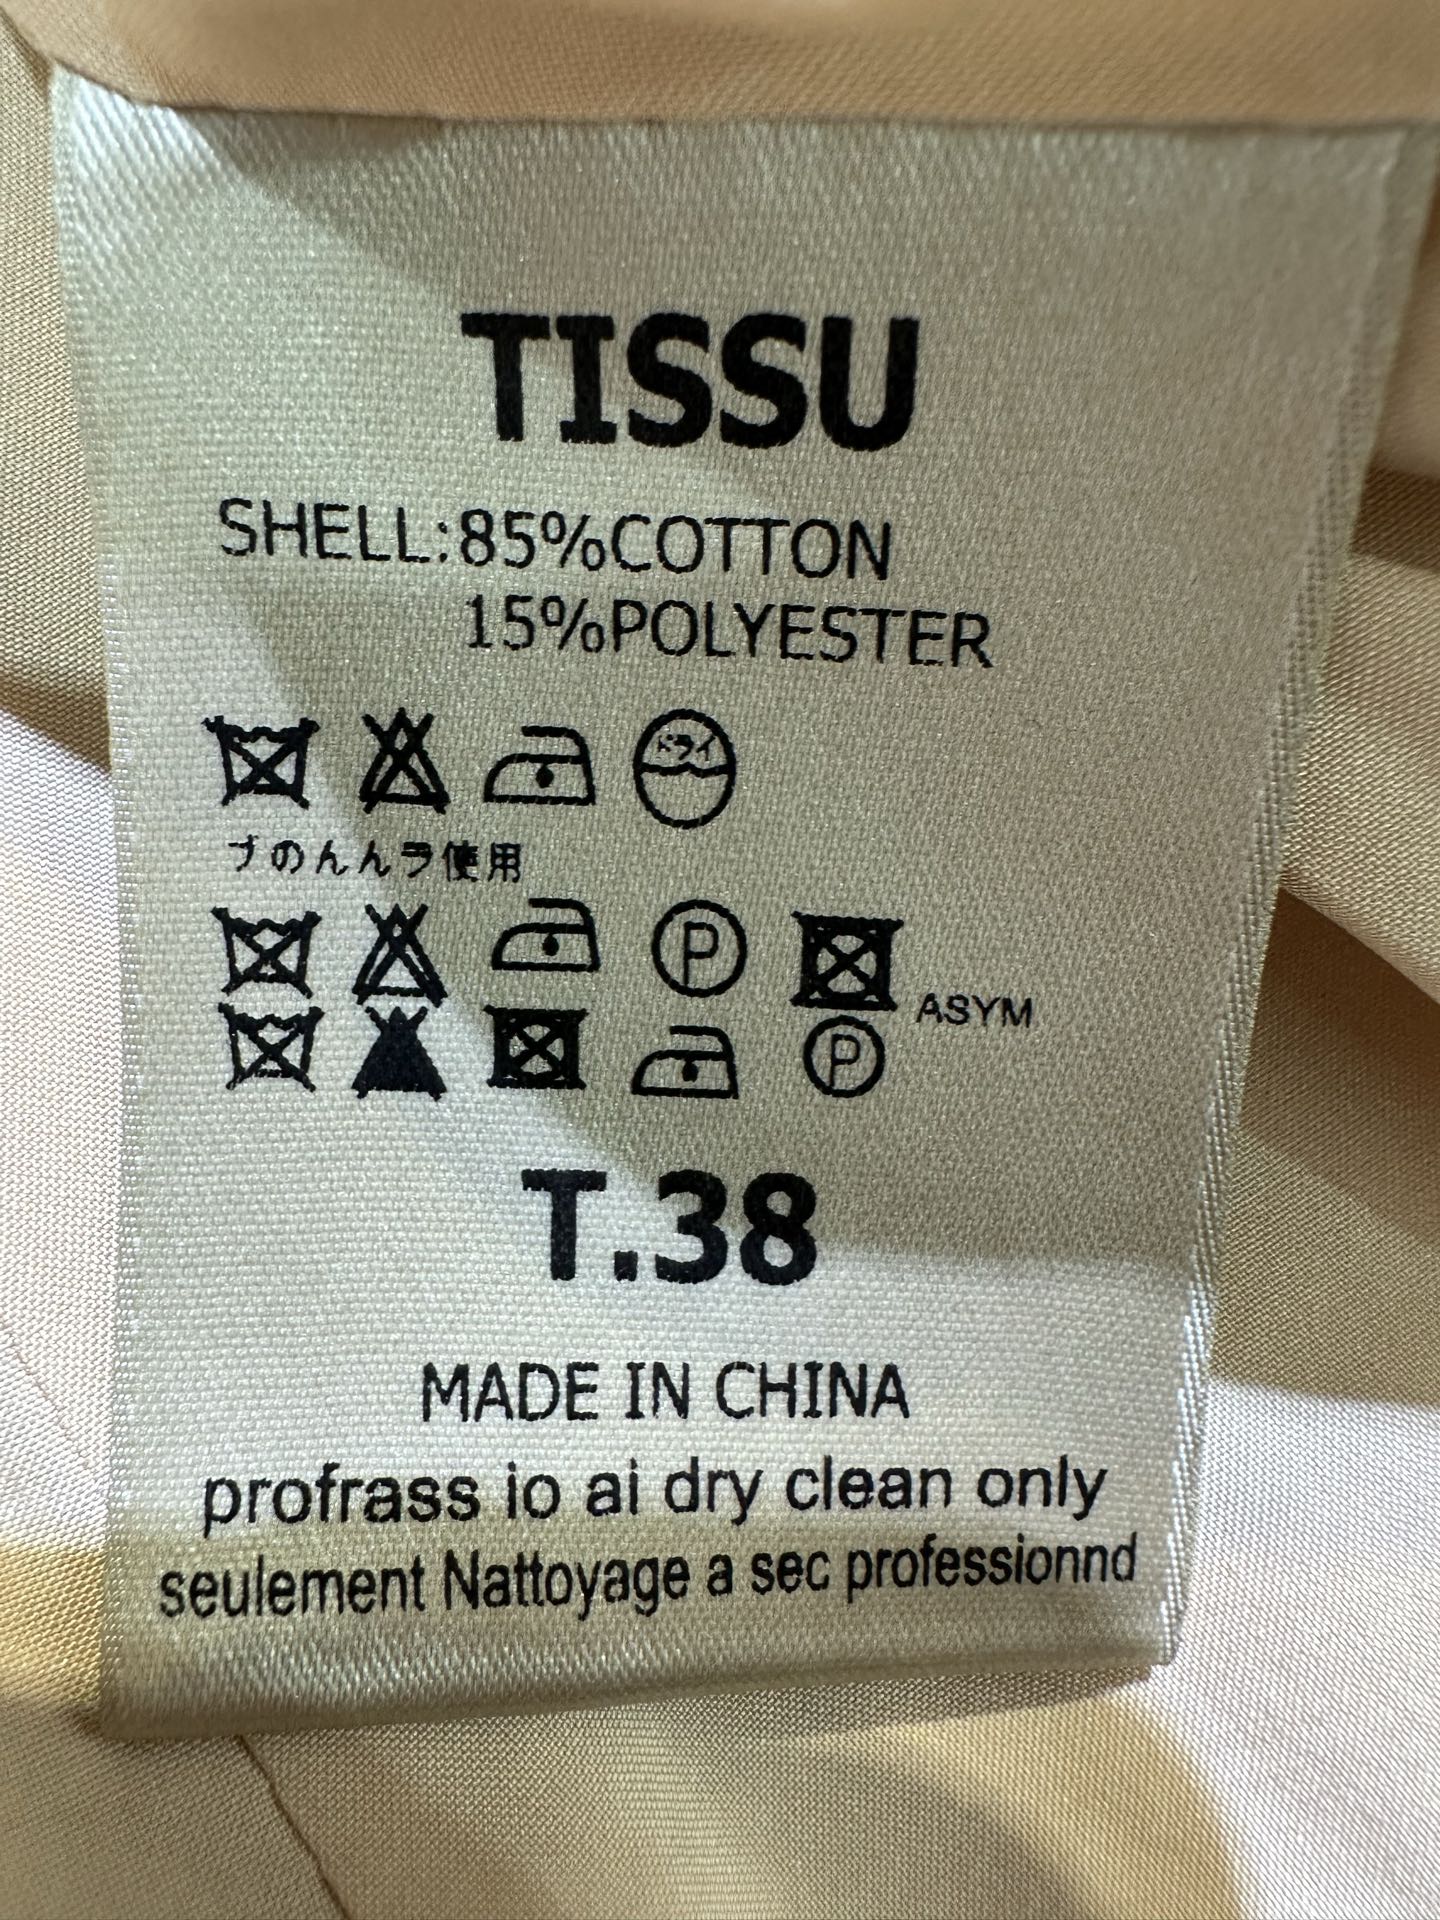 TISSU
SHELL:85%COTTON
15%POLYESTER
ドライ
ブのんんラ使用
P
ASYM
P
T.38
MADE IN CHINA
profrass io ai dry clean only
seulement Nattoyage a sec professionnd